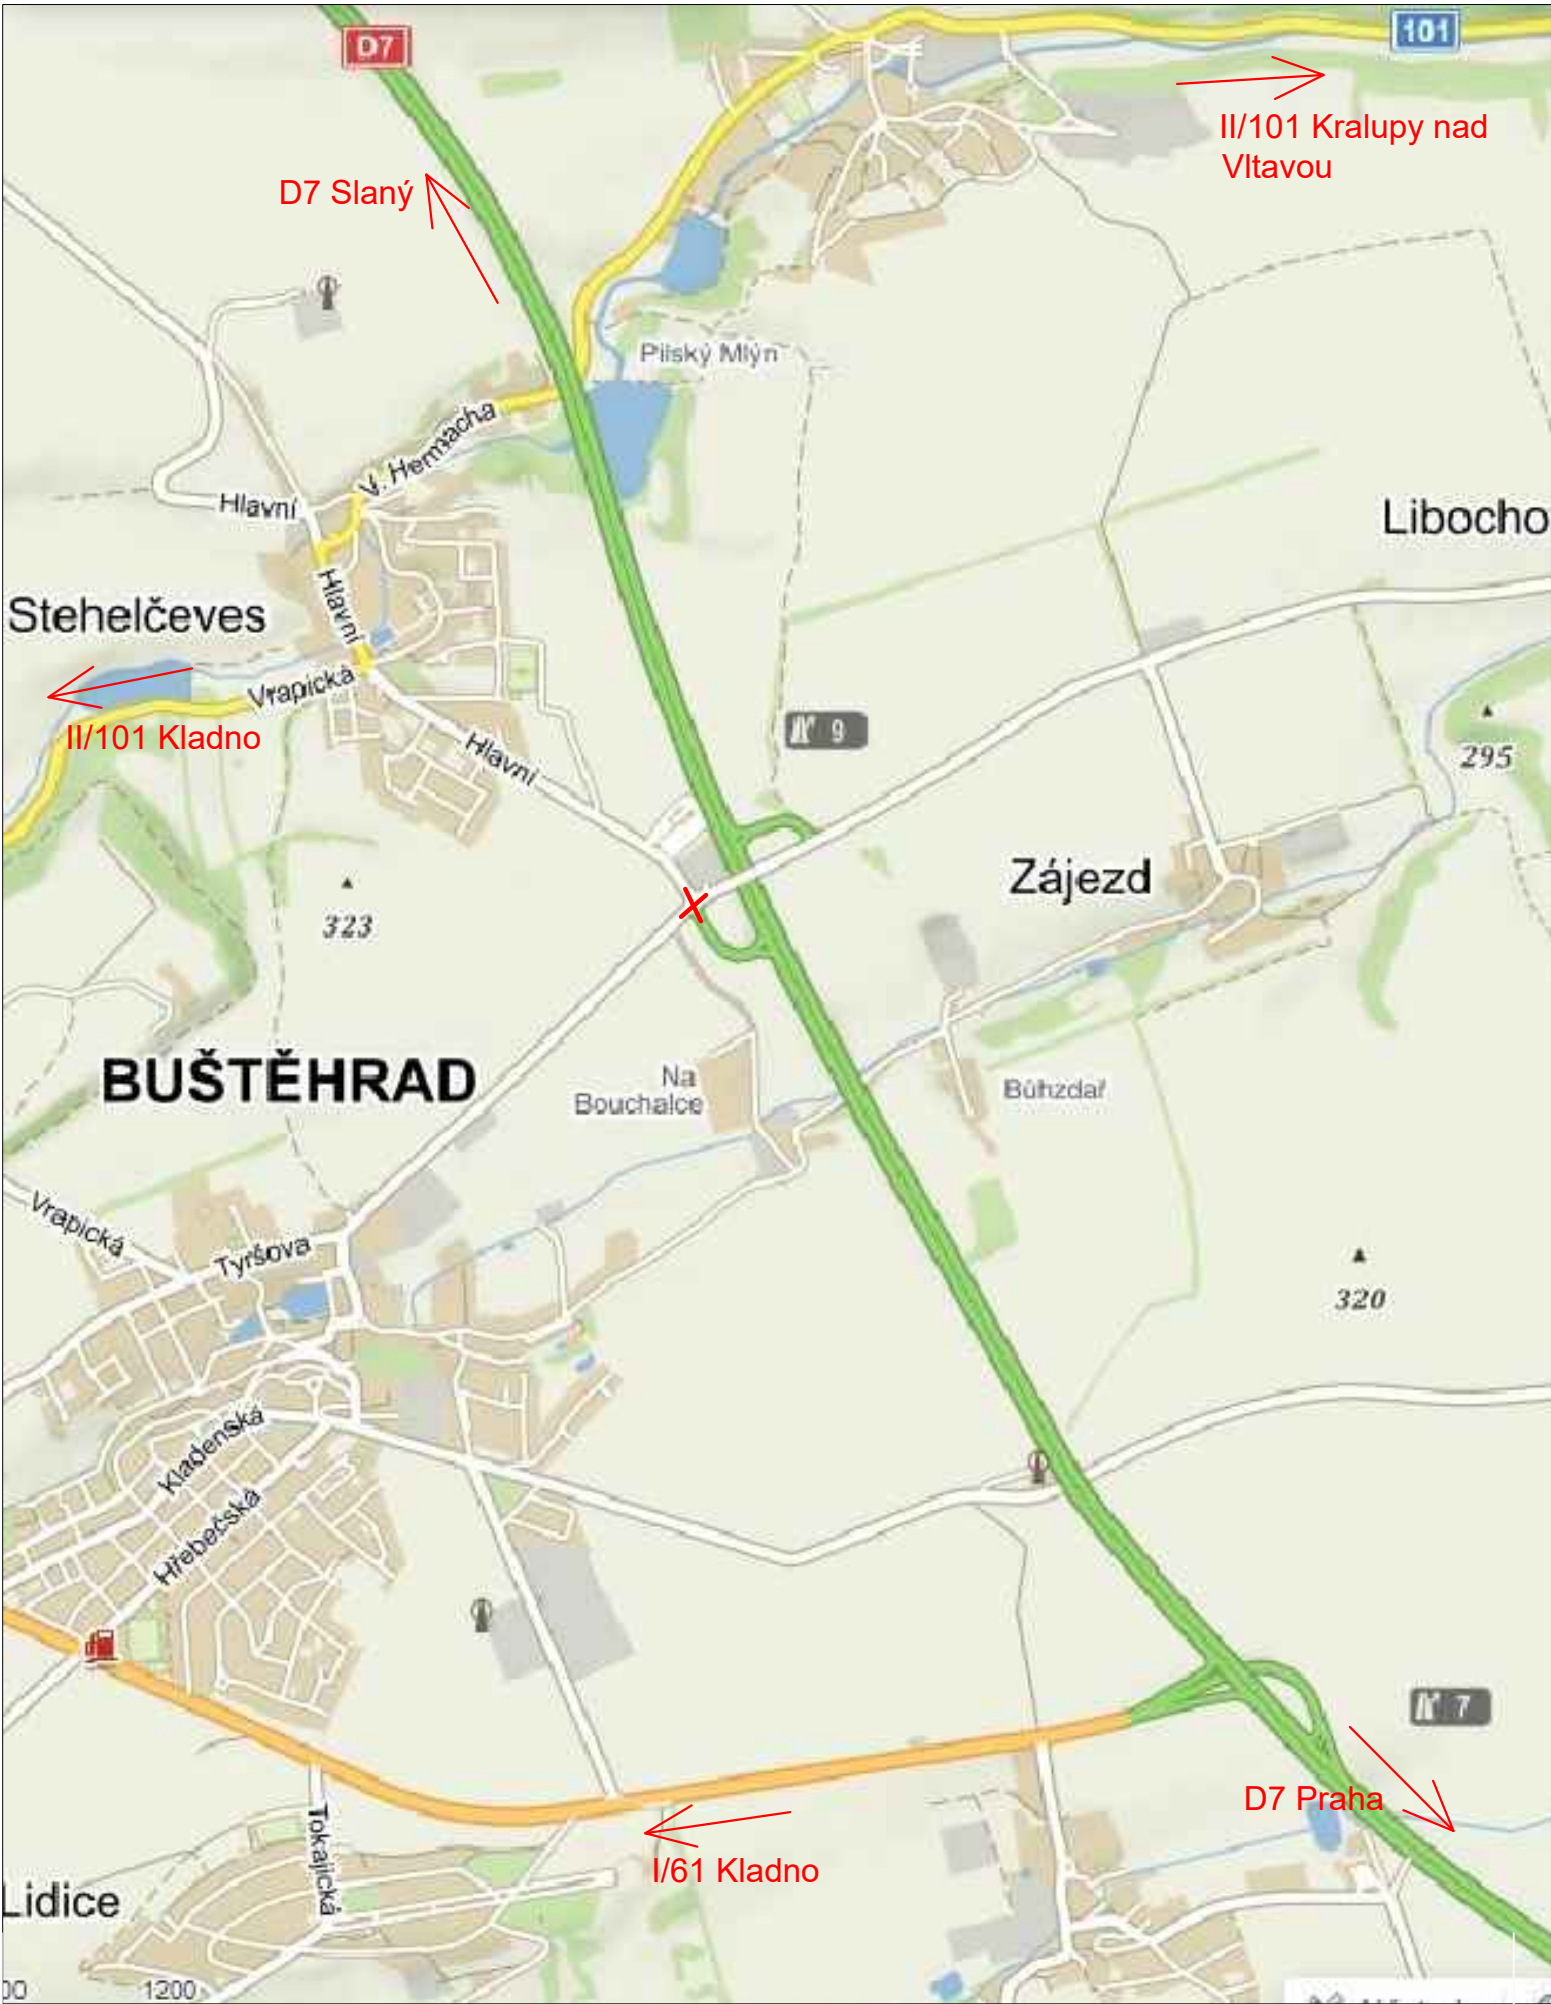 D7
101
II/101 Kralupy nad
Vltavou
D7 Slaný
Pilský Mlýn
V. Hermacha
Hlavní
Libocho
Hlavní
Stehelčeves
Vrapická
II/101 Kladno
Hlavní
9
295
Zájezd
323
BUŠTĚHRAD
Na
Bouchalce
Bůhzdař
Vrapická
Tyršova
320
Kladenská
Hřebečská
7
D7 Praha
I/61 Kladno
Tokajická
Lidice
00
1200